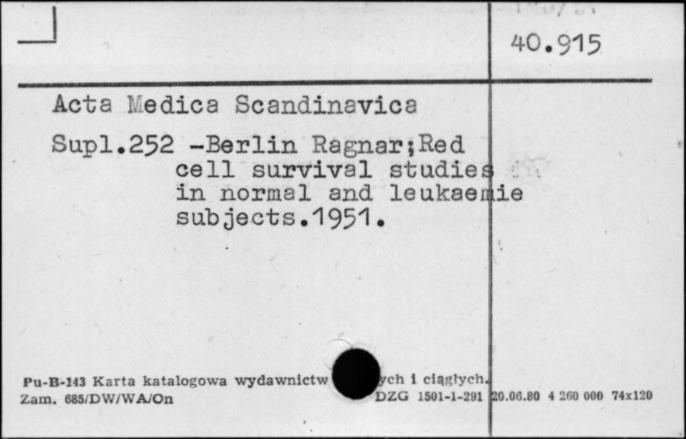 40.915
Acta Medica Scandinavica
Supl.252 -Berlin Ragnar;Red
cell survival studies
in normal and leukaemie
subjects.1951.
Pu-B-143 Karta katalogowa wydawnictw ych i ciągłych.
Zam. 685/DW/WA/On DZG 1501-1-291 20.06.80 4 260 000 74x120